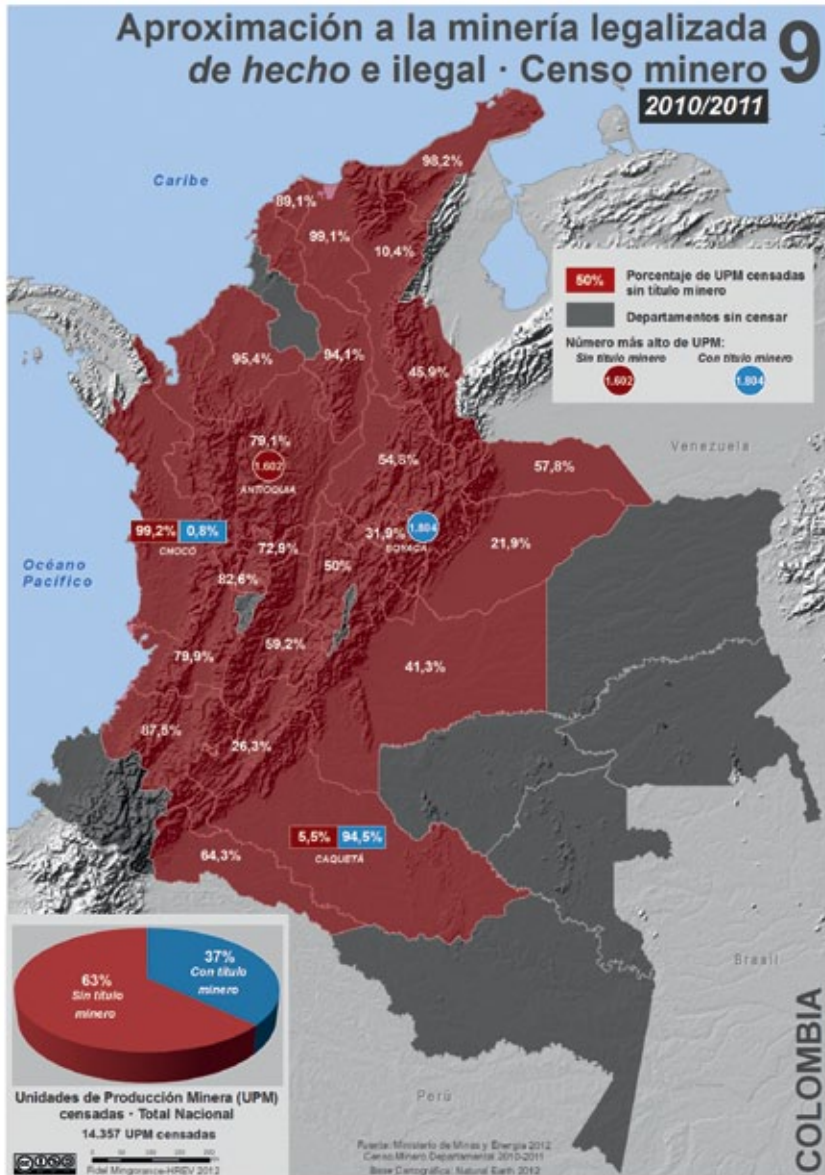 Aproximación a la minería legalizada
de hecho e ilegal · Censo minero 9
2010/2011
Caribe
98,2%
89,1%
99,1%
10,4%
50% Porcentaje de UPM censadas
sin título minero
Departamentos sin censar
Número más alto de UPM:
Sin título minero Con título minero
1.602 1.804
95,4%
94,1%
45,9%
Venezuela
79,1%
1.602
ANTIOQUIA
54,8%
57,8%
99,2% 0,8%
CHOCÓ
31,9% 1.804
BOYACÁ
21,9%
Océano
Pacífico
72,9%
50%
82,6%
59,2%
79,9%
41,3%
87,5%
26,3%
5,5% 94,5%
CAQUETÁ
64,3%
37%
Con título
minero
63%
Sin título
minero
Brasil
Perú
COLOMBIA
Unidades de Producción Minera (UPM)
censadas · Total Nacional
14.357 UPM censadas
Fidel Mingorance-HREV 2012
Fuente: Ministerio de Minas y Energía 2012
Censo Minero Departamental 2010-2011
Base Cartográfica: Natural Earth 2012